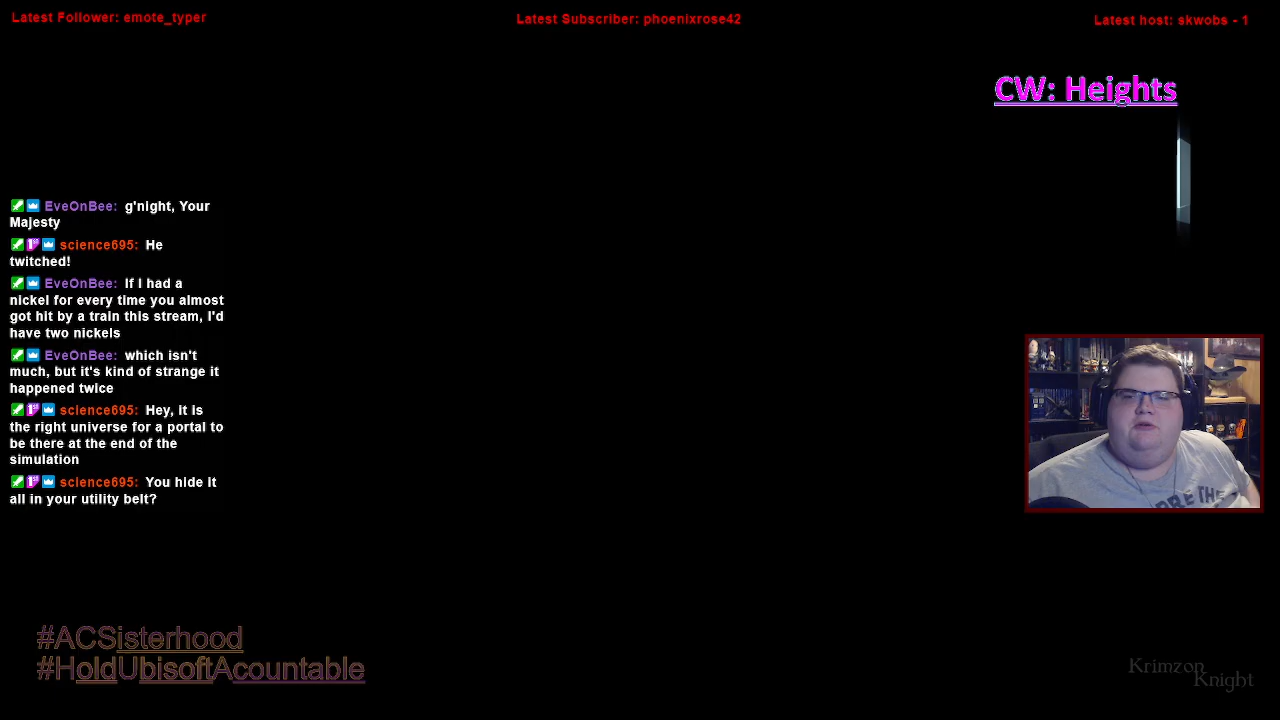 Latest Follower: emote_typer
Latest Subscriber: phoenixrose42
Latest host: skwobs - 1
CW: Heights
EveOnBee: g'night, Your
Majesty
science695: He
twitched!
EveOnBee: If I had a
nickel for every time you almost
got hit by a train this stream, I'd
have two nickels
EveOnBee: which isn't
much, but it's kind of strange it
happened twice
science695: Hey, it is
the right universe for a portal to
be there at the end of the
simulation
science695: You hide it
all in your utility belt?
#ACSisterhood
#HoldUbisoftAcountable
Krimzon
Knight